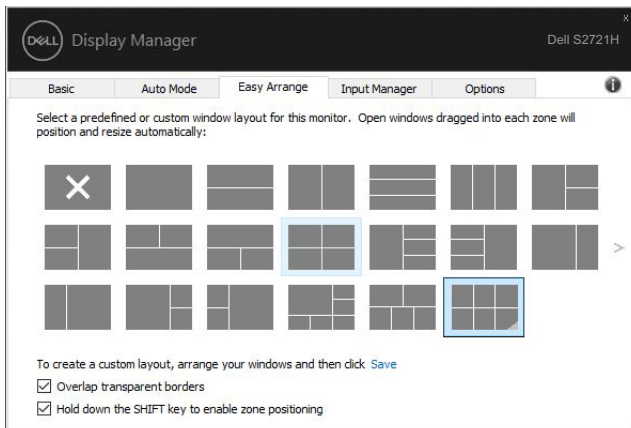 x
DELL Display Manager
Dell S2721H
Basic Auto Mode Easy Arrange Input Manager Options
Select a predefined or custom window layout for this monitor. Open windows dragged into each zone will
position and resize automatically:
To create a custom layout, arrange your windows and then click Save
Overlap transparent borders
Hold down the SHIFT key to enable zone positioning